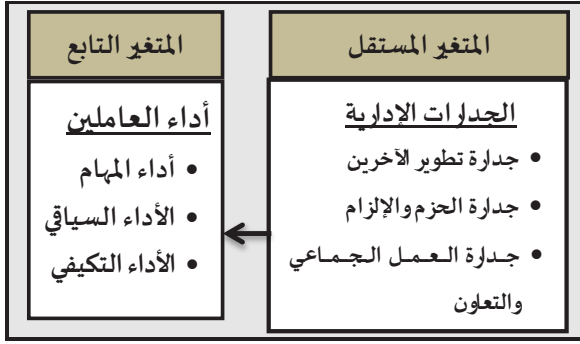 المتغير المستقل
الجدارات الإدارية
• جدارة تطوير الآخرين
• جدارة الحزم والإلزام
• جدارة العمل الجماعي
والتعاون
المتغير التابع
أداء العاملين
• أداء المهام
• الأداء السياقي
• الأداء التكيفي